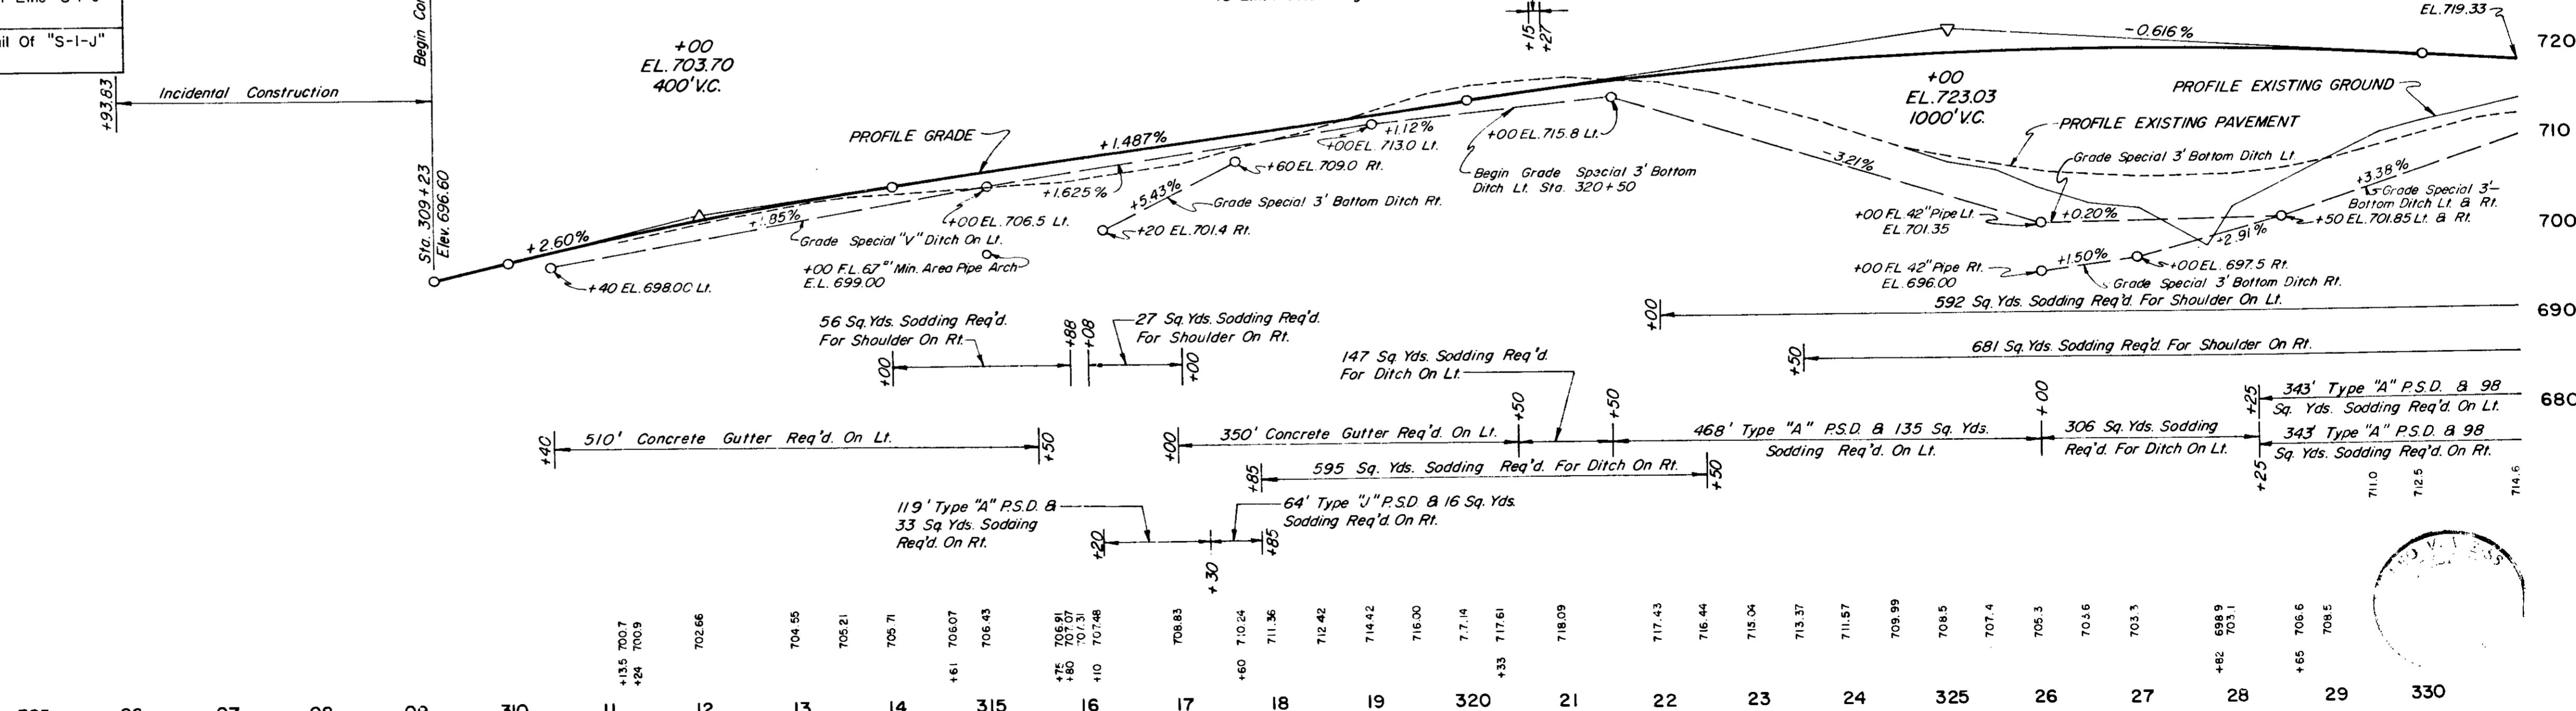 il Of "S-I-J"
+93.83
Incidental Construction
Sta. 309+23
Elev. 696.60
+00
EL. 703.70
400' V.C.
+15
+27
EL. 719.33
720
-0.616%
+00
EL. 723.03
1000' V.C.
PROFILE EXISTING GROUND
PROFILE EXISTING PAVEMENT
710
PROFILE GRADE
+1.487%
+1.12%
+00 EL. 713.0 Lt.
+00 EL. 715.8 Lt.
Begin Grade Special 3' Bottom
Ditch Lt. Sta. 320+50
-3.21%
Grade Special 3' Bottom Ditch Lt.
+3.38%
Grade Special 3'
Bottom Ditch Lt. & Rt.
+50 EL. 701.85 Lt. & Rt.
700
+2.60%
Grade Special "V" Ditch On Lt.
+00 EL. 706.5 Lt.
+1.625%
+5.43%
+60 EL. 709.0 Rt.
Grade Special 3' Bottom Ditch Rt.
+20 EL. 701.4 Rt.
+00 F.L. 67"' Min. Area Pipe Arch
E.L. 699.00
+40 EL. 698.00 Lt.
+00 FL. 42" Pipe Lt.
EL. 701.35
+0.20%
+2.91%
+00 FL 42" Pipe Rt.
EL. 696.00
+1.50%
+00 EL. 697.5 Rt.
Grade Special 3' Bottom Ditch Rt.
+00
592 Sq. Yds. Sodding Req'd. For Shoulder On Lt.
690
56 Sq. Yds. Sodding Req'd.
For Shoulder On Rt.
+00
+88
+08
27 Sq. Yds. Sodding Req'd.
For Shoulder On Rt.
+00
147 Sq. Yds. Sodding Req'd.
For Ditch On Lt.
+50
681 Sq. Yds. Sodding Req'd. For Shoulder On Rt.
680
+40
510' Concrete Gutter Req'd. On Lt.
+50
+00
350' Concrete Gutter Req'd. On Lt.
+50
+50
468' Type "A" P.S.D. & 135 Sq. Yds.
Sodding Req'd. On Lt.
+00
306 Sq. Yds. Sodding
Req'd. For Ditch On Lt.
+25
343' Type "A" P.S.D. & 98
Sq. Yds. Sodding Req'd. On Lt.
343' Type "A" P.S.D. & 98
Sq. Yds. Sodding Req'd. On Rt.
+25
+85
595 Sq. Yds. Sodding Req'd. For Ditch On Rt.
+50
711.0
712.5
714.6
119' Type "A" P.S.D. &
33 Sq. Yds. Sodding
Req'd. On Rt.
+20
+30
64' Type "J" P.S.D. & 16 Sq. Yds.
Sodding Req'd. On Rt.
+85
+13.5 700.7
+24 700.9
702.66
704.55
705.21
705.71
+61 706.07
706.43
+75 706.91
+80 707.07
707.31
+10 707.48
708.83
+60 710.24
711.36
712.42
714.42
716.00
+33 717.61
718.09
717.43
716.44
715.04
713.37
711.57
709.99
708.5
707.4
705.3
703.6
703.3
+82 698.9
703.1
+65 706.6
708.5
310 11 12 13 14 315 16 17 18 19 320 21 22 23 24 325 26 27 28 29 330